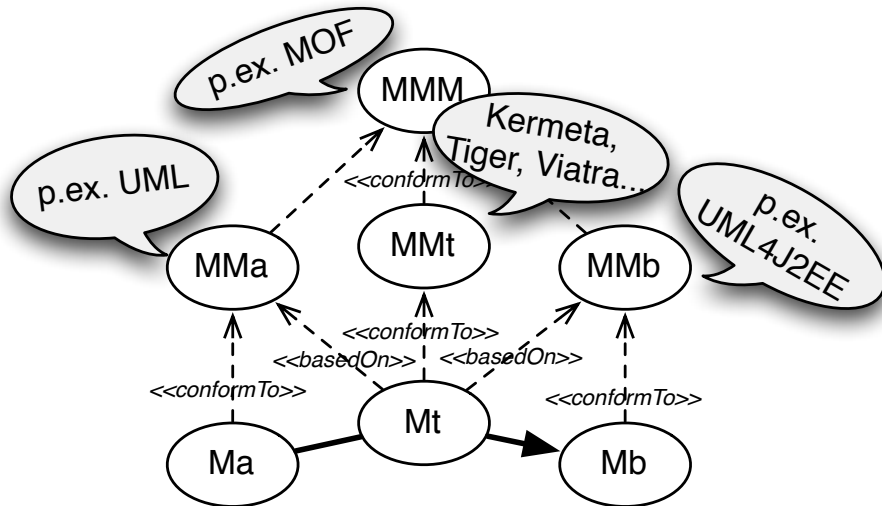 p.ex. MOF
MMM
Kermeta,
Tiger, Viatra...
p.ex. UML
<<conformTo>>
p.ex.
UML4J2EE
MMa
MMt
MMb
<<conformTo>>
<<basedOn>>
<<basedOn>>
<<conformTo>>
<<conformTo>>
Ma
Mt
Mb